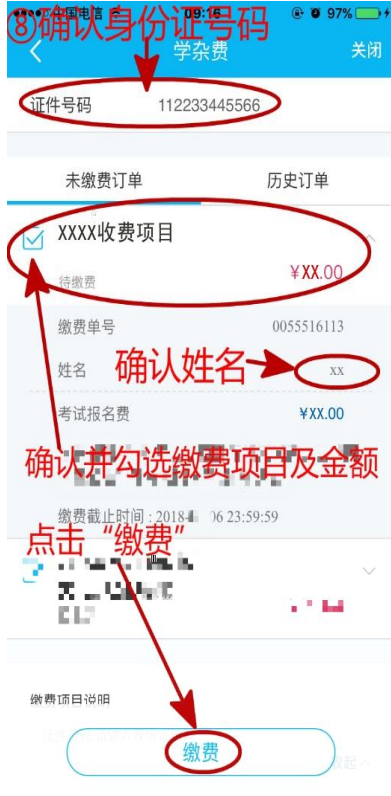 中国电信 09:16 97%
⑧确认身份证号码
学杂费 关闭
证件号码 112233445566
未缴费订单 历史订单
XXXX收费项目
待缴费 ¥XX.00
缴费单号 0055516113
姓名 确认姓名 xx
考试报名费 ¥XX.00
确认并勾选缴费项目及金额
缴费截止时间 : 2018- 06 23:59:59
点击“缴费”
缴费项目说明
缴费
收起